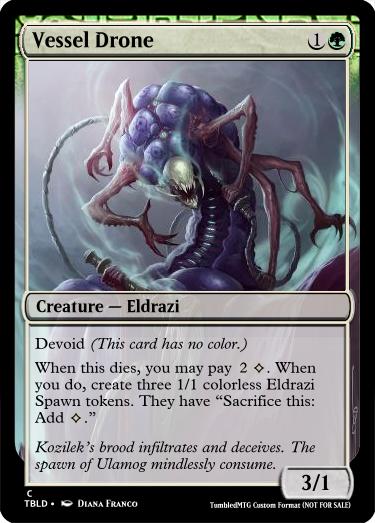 Vessel Drone 1
Creature — Eldrazi
Devoid (This card has no color.)
When this dies, you may pay 2 ◇. When
you do, create three 1/1 colorless Eldrazi
Spawn tokens. They have “Sacrifice this:
Add ◇.”
Kozilek's brood infiltrates and deceives. The
spawn of Ulamog mindlessly consume.
3/1
C
TBLD • Diana Franco
TumbledMTG Custom Format (NOT FOR SALE)